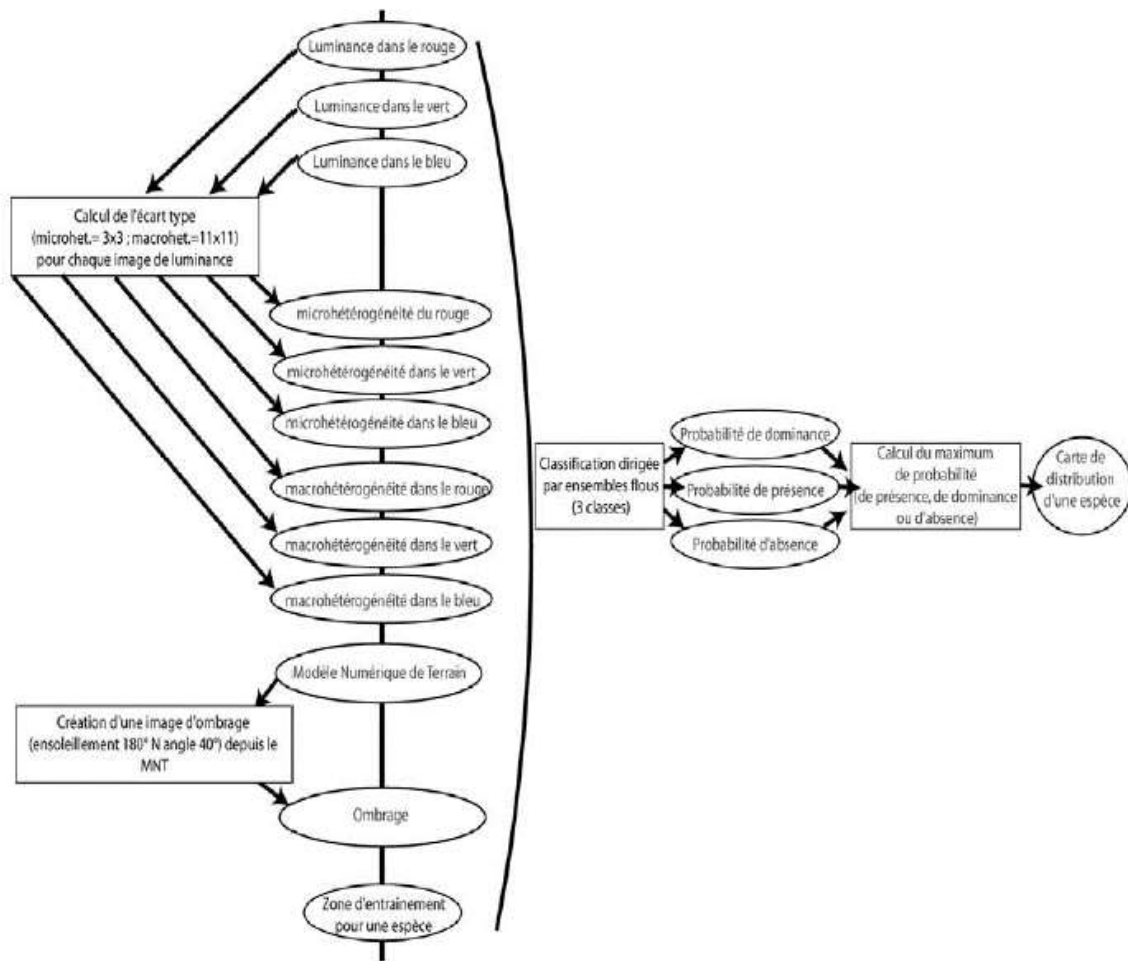 Luminance dans le rouge
Luminance dans le vert
Luminance dans le bleu
Calcul de l'écart type
(microhet.= 3x3 ; macrohet.=11x11)
pour chaque image de luminance
microhétérogénéité du rouge
microhétérogénéité dans le vert
microhétérogénéité dans le bleu
macrohétérogénéité dans le rouge
macrohétérogénéité dans le vert
macrohétérogénéité dans le bleu
Modèle Numérique de Terrain
Création d'une image d'ombrage
(ensoleillement 180° N angle 40°) depuis le
MNT
Ombrage
Zone d'entraînement
pour une espèce
Classification dirigée
par ensembles flous
(3 classes)
Probabilité de dominance
Probabilité de présence
Probabilité d'absence
Calcul du maximum
de probabilité
(de présence, de dominance
ou d'absence)
Carte de
distribution
d'une espèce